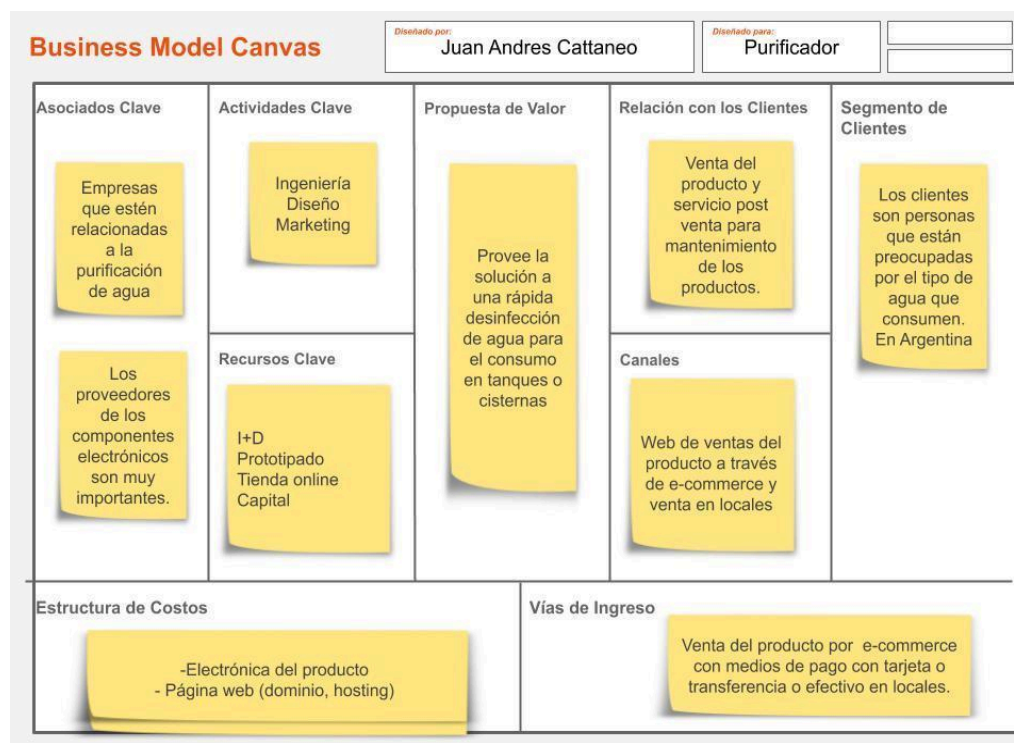 Business Model Canvas
Diseñado por:
Juan Andres Cattaneo
Diseñado para:
Purificador
Asociados Clave
Empresas
que estén
relacionadas
a la
purificación
de agua
Los
proveedores
de los
componentes
electrónicos
son muy
importantes.
Actividades Clave
Ingeniería
Diseño
Marketing
Recursos Clave
I+D
Prototipado
Tienda online
Capital
Propuesta de Valor
Provee la
solución a
una rápida
desinfección
de agua para
el consumo
en tanques o
cisternas
Relación con los Clientes
Venta del
producto y
servicio post
venta para
mantenimiento
de los
productos.
Canales
Web de ventas del
producto a través
de e-commerce y
venta en locales
Segmento de
Clientes
Los clientes
son personas
que están
preocupadas
por el tipo de
agua que
consumen.
En Argentina
Estructura de Costos
-Electrónica del producto
- Página web (dominio, hosting)
Vías de Ingreso
Venta del producto por e-commerce
con medios de pago con tarjeta o
transferencia o efectivo en locales.